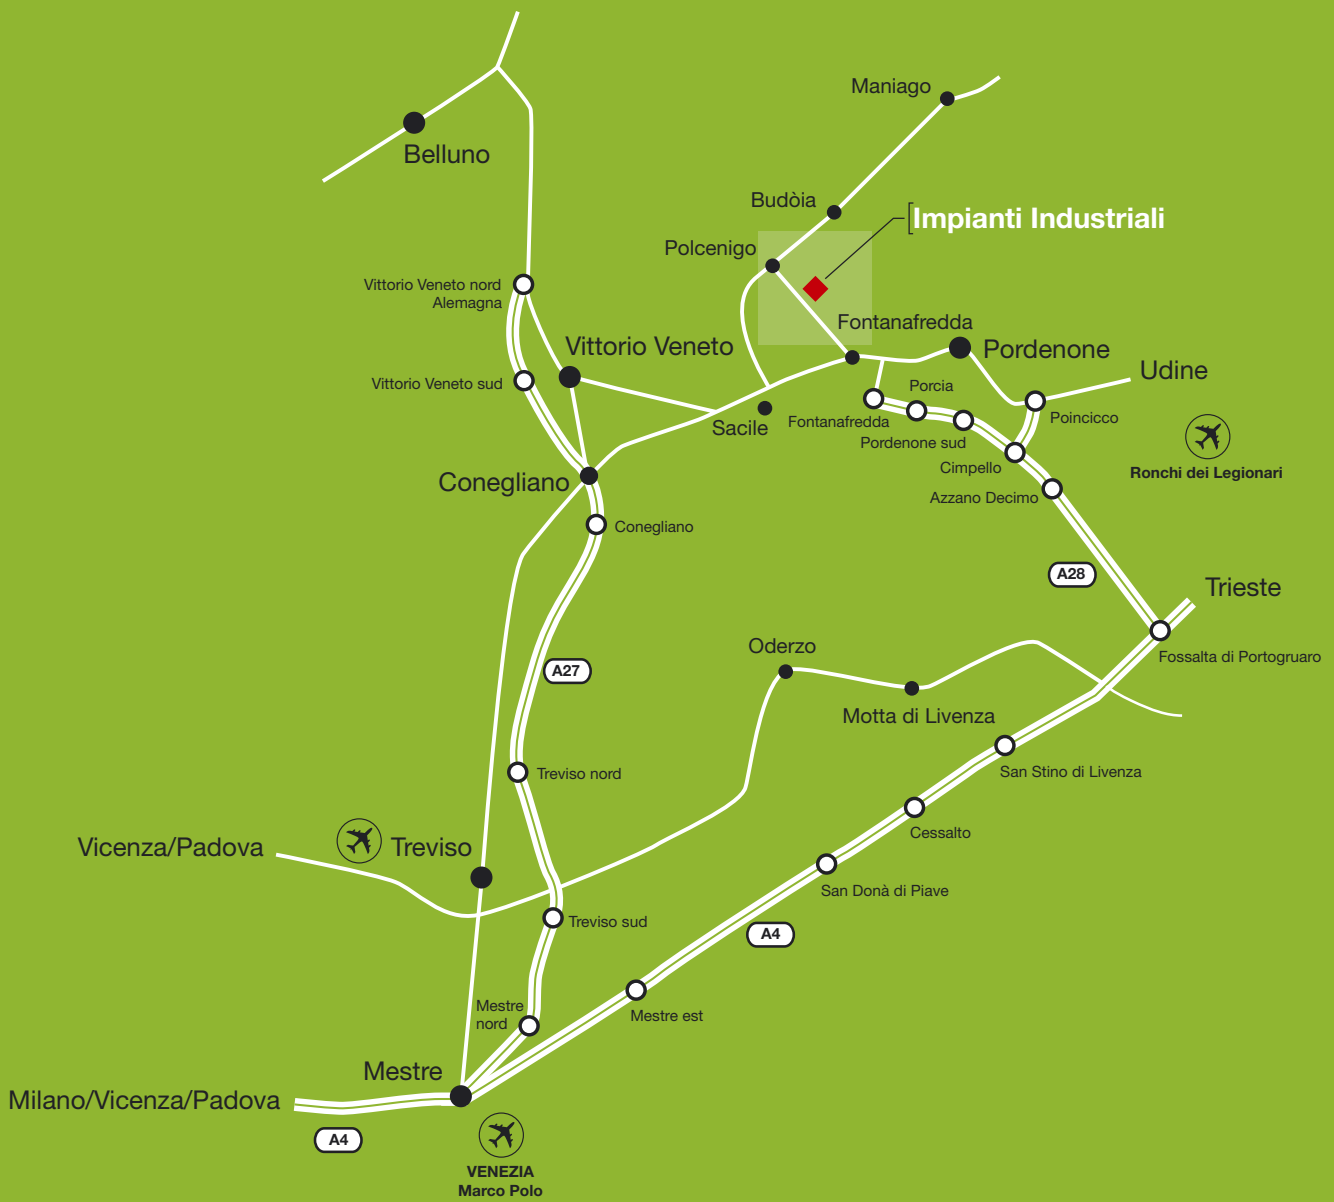 Maniago
Belluno
Budòia
Impianti Industriali
Polcenigo
Vittorio Veneto nord
Alemagna
Fontanafredda
Vittorio Veneto
Pordenone
Udine
Vittorio Veneto sud
Porcia
Sacile
Fontanafredda
Poincicco
Pordenone sud
Cimpello
Ronchi dei Legionari
Conegliano
Azzano Decimo
Conegliano
A28
Trieste
Oderzo
Fossalta di Portogruaro
A27
Motta di Livenza
Treviso nord
San Stino di Livenza
Cessalto
Vicenza/Padova
Treviso
San Donà di Piave
Treviso sud
A4
Mestre
nord
Mestre est
Mestre
Milano/Vicenza/Padova
A4
VENEZIA
Marco Polo